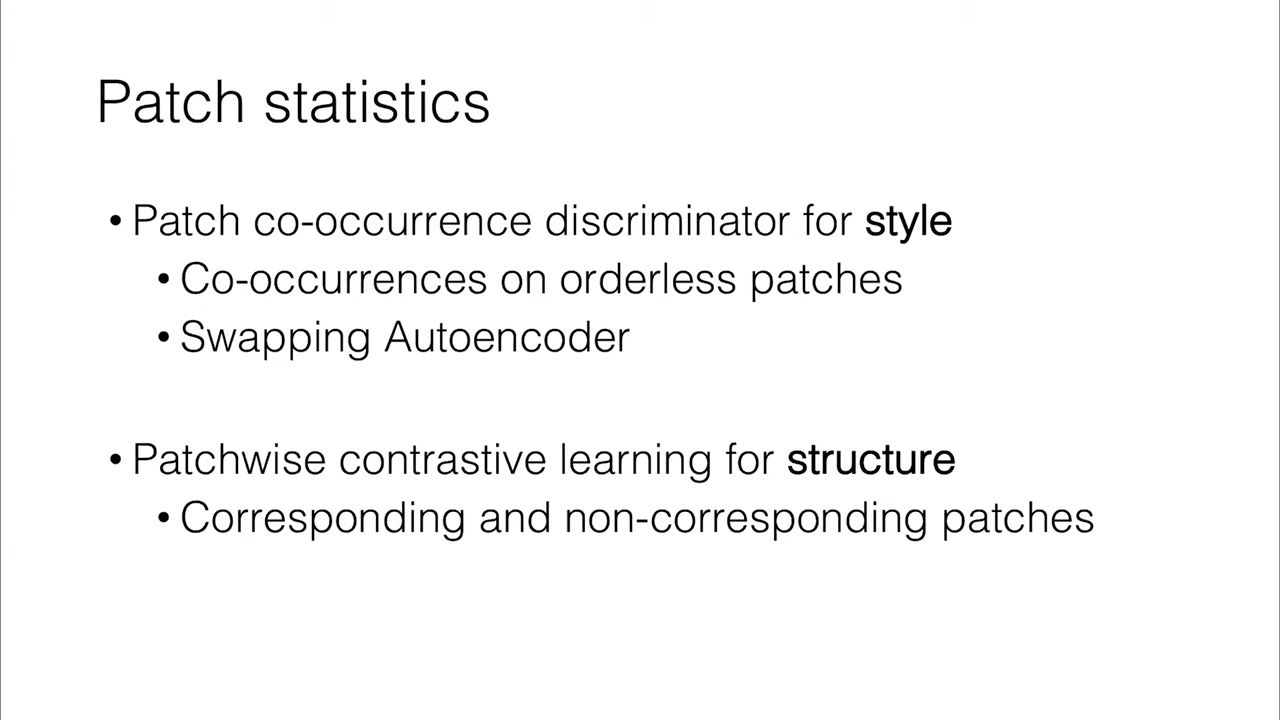 Patch statistics
• Patch co-occurrence discriminator for style
• Co-occurrences on orderless patches
• Swapping Autoencoder
• Patchwise contrastive learning for structure
• Corresponding and non-corresponding patches